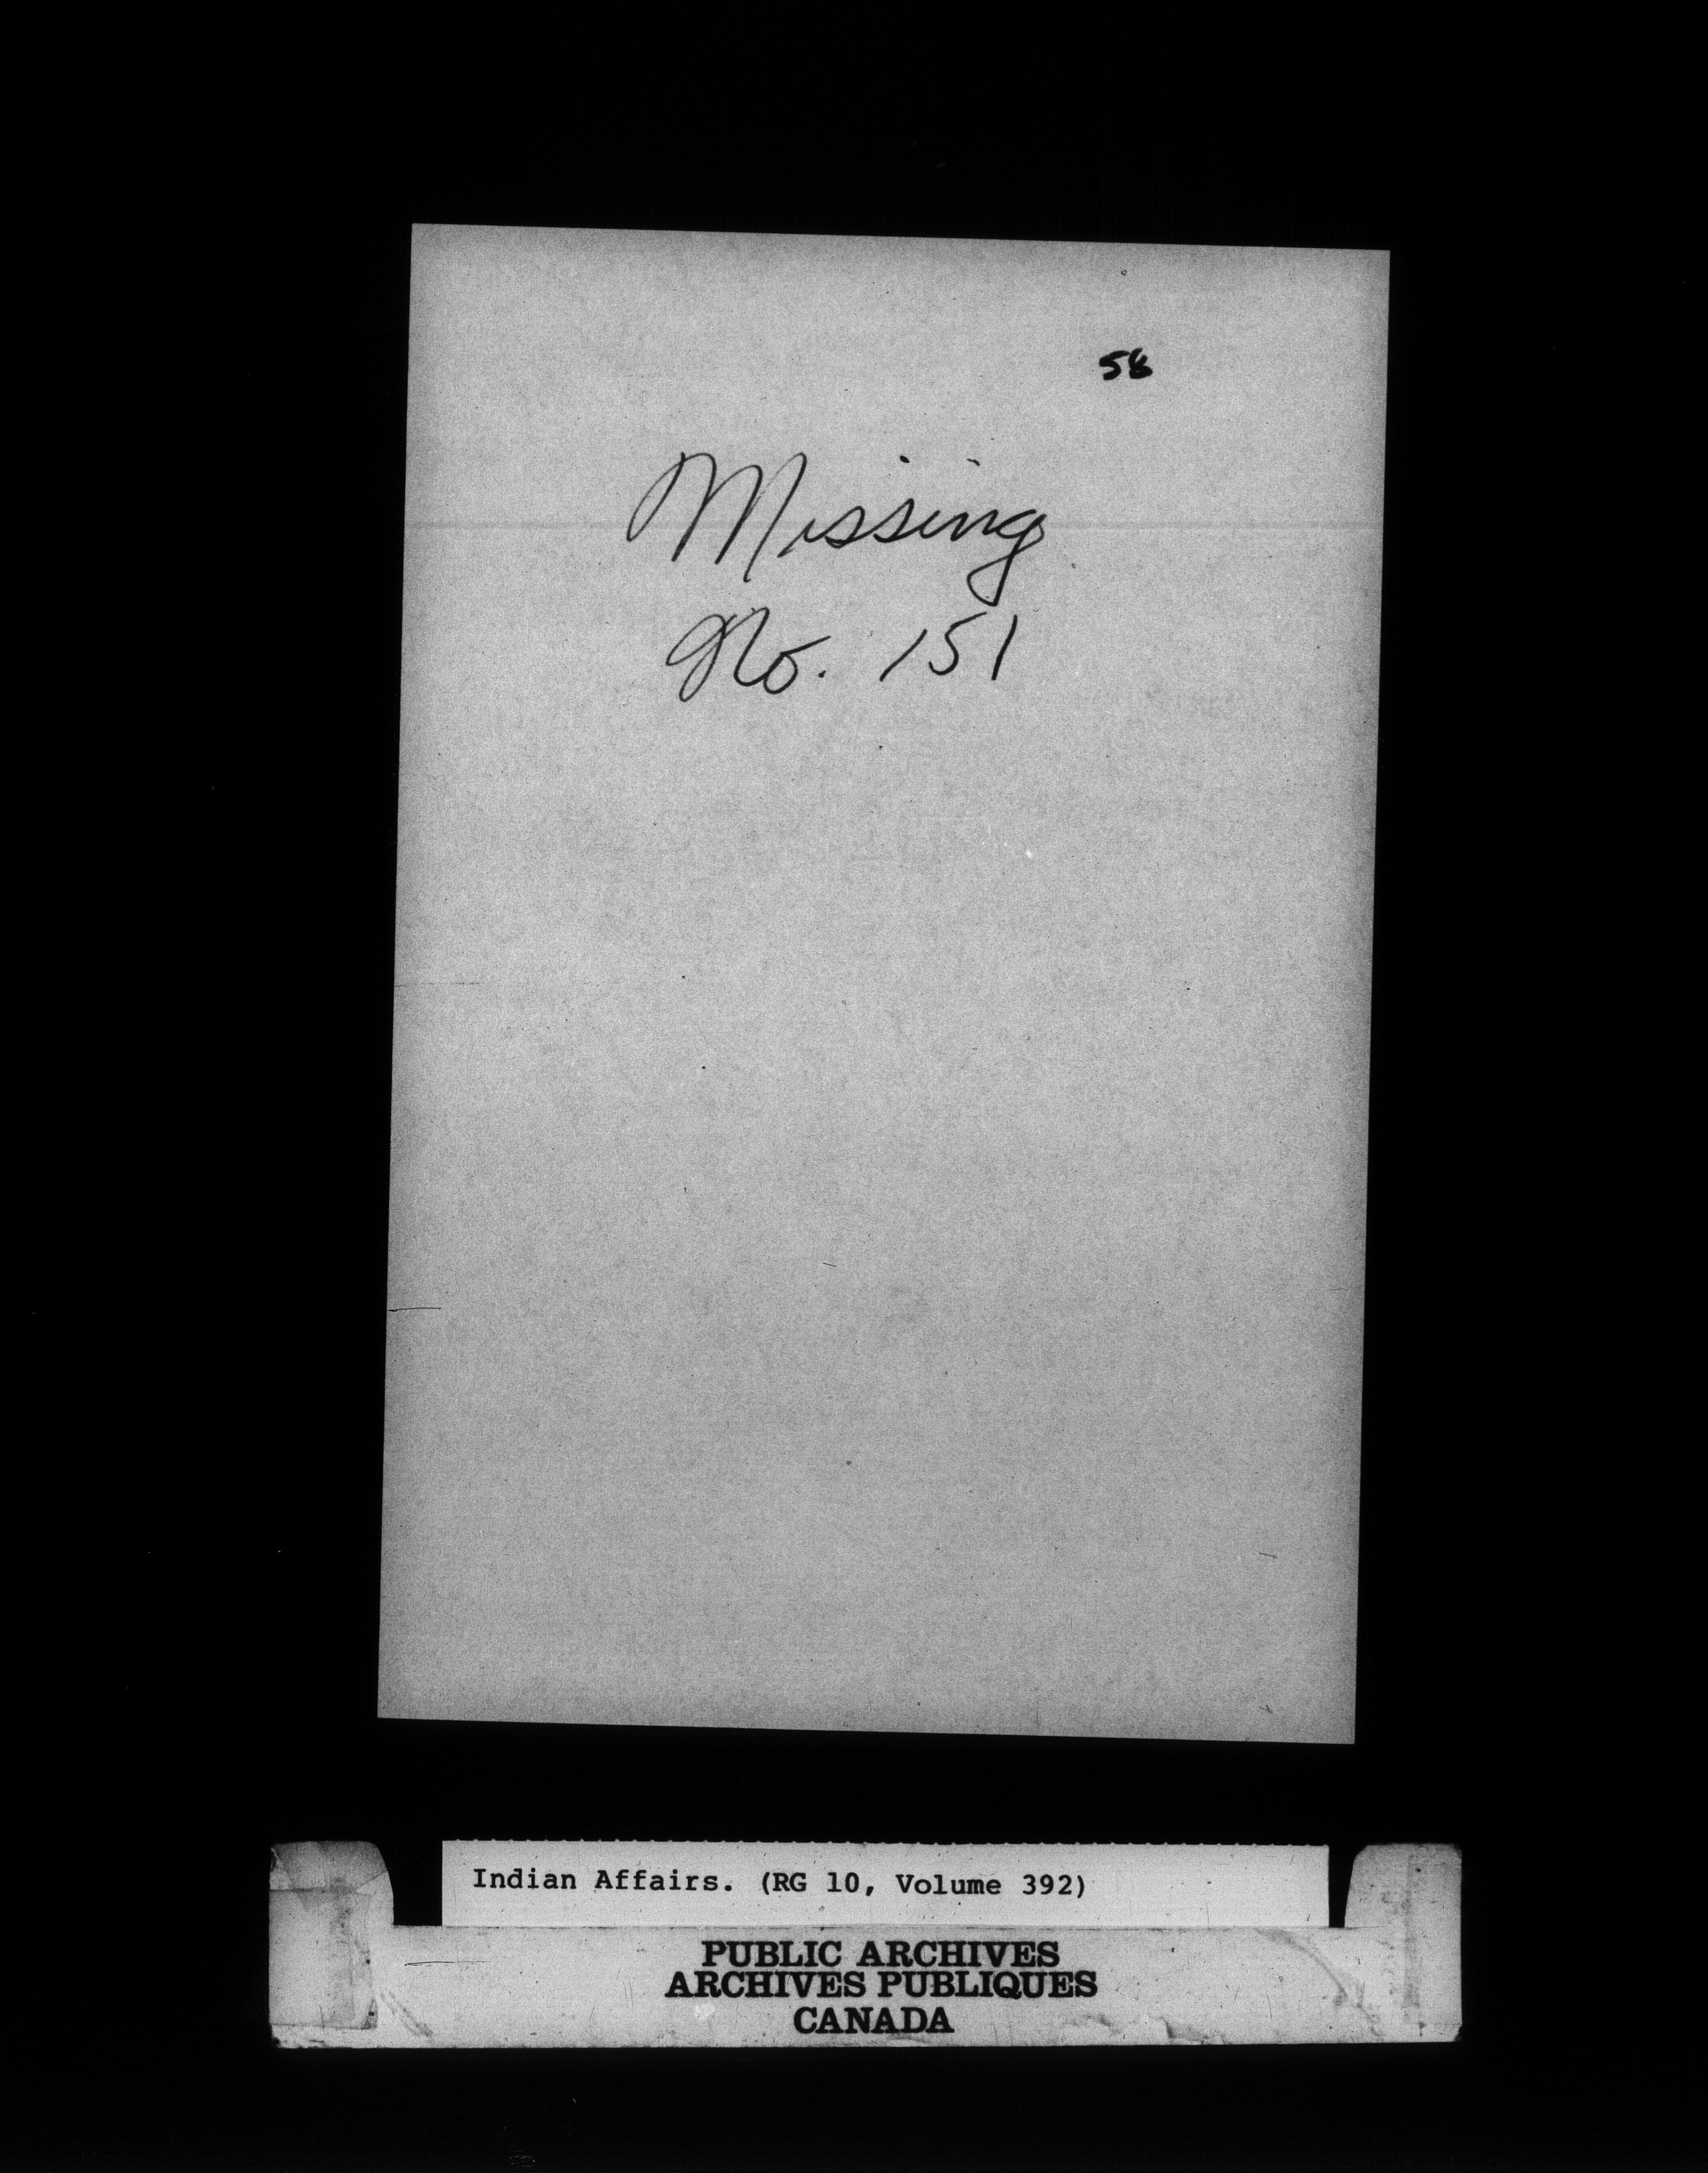 58
Missing
No. 151
Indian Affairs. (RG 10, Volume 392)
PUBLIC ARCHIVES
ARCHIVES PUBLIQUES
CANADA